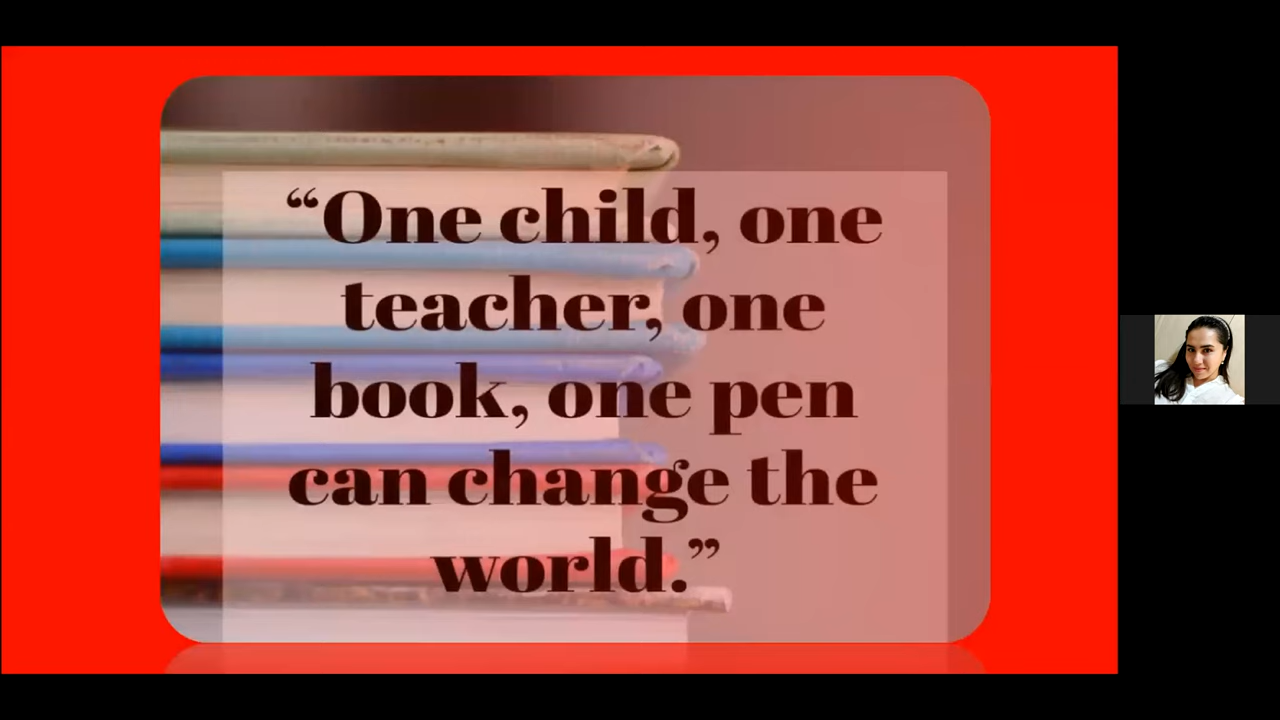 “One child, one
teacher, one
book, one pen
can change the
world.”